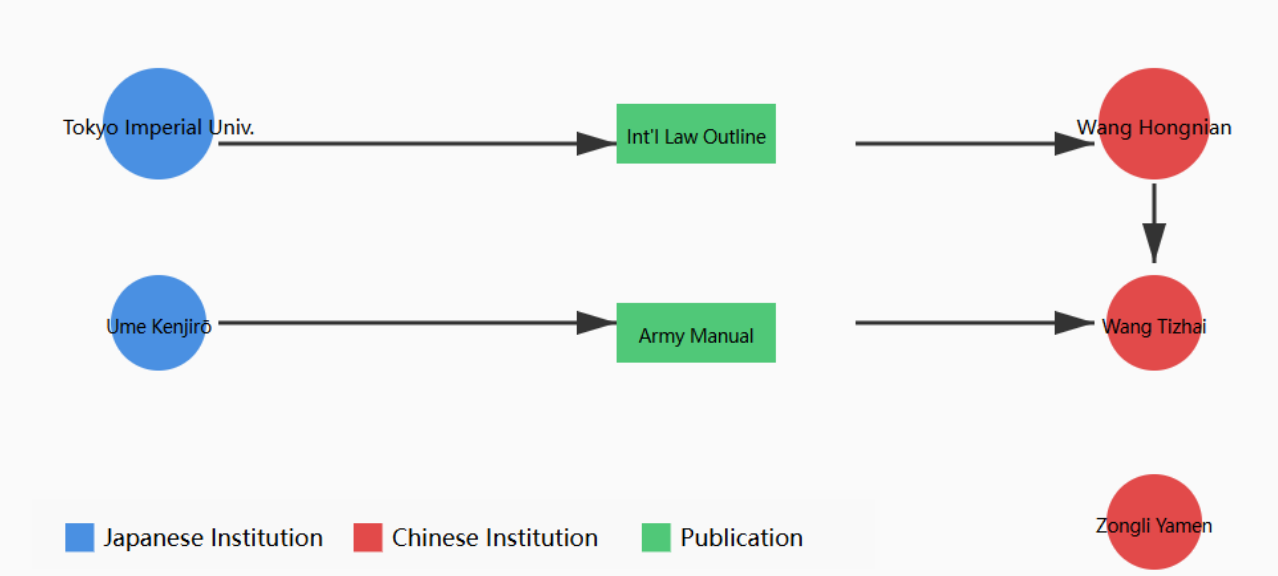 Tokyo Imperial Univ.
Int'l Law Outline
Wang Hongnian
Ume Kenjirō
Army Manual
Wang Tizhai
Zongli Yamen
Japanese Institution
Chinese Institution
Publication